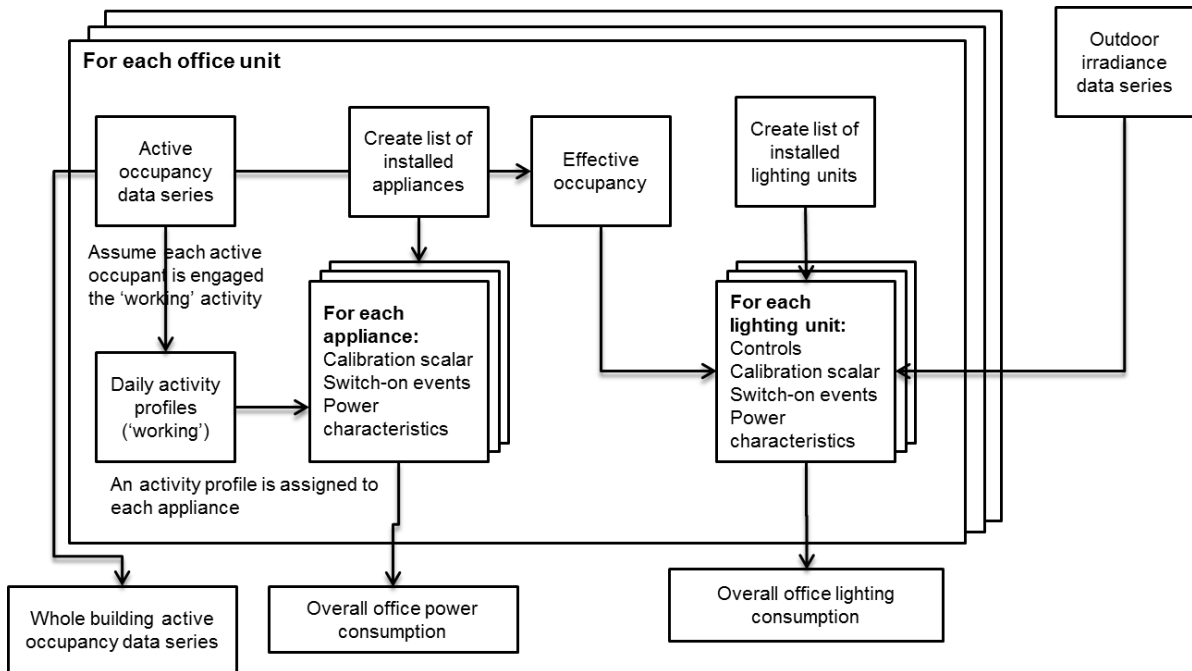 For each office unit
Outdoor
irradiance
data series
Active
occupancy
data series
Create list of
installed
appliances
Effective
occupancy
Create list of
installed
lighting units
Assume each active
occupant is engaged
the ‘working’ activity
For each
appliance:
Calibration scalar
Switch-on events
Power
characteristics
For each
lighting unit:
Controls
Calibration scalar
Switch-on events
Power
characteristics
Daily activity
profiles
(‘working’)
An activity profile is assigned to
each appliance
Whole building active
occupancy data series
Overall office power
consumption
Overall office lighting
consumption